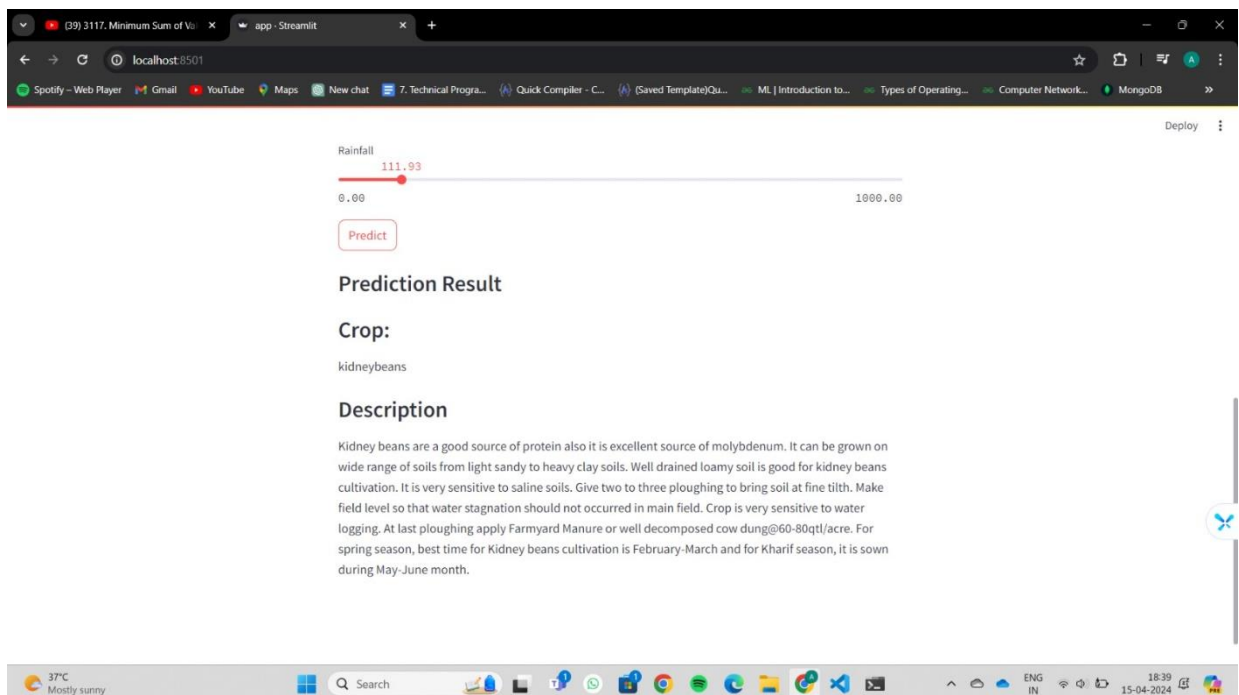 (39) 3117. Minimum Sum of Va
app · Streamlit
localhost:8501
Spotify – Web Player
Gmail
YouTube
Maps
New chat
7. Technical Progra...
Quick Compiler - C...
(Saved Template)Qu...
ML | Introduction to...
Types of Operating...
Computer Network...
MongoDB
»
Deploy
Rainfall
111.93
0.00
1000.00
Predict
Prediction Result
Crop:
kidneybeans
Description
Kidney beans are a good source of protein also it is excellent source of molybdenum. It can be grown on
wide range of soils from light sandy to heavy clay soils. Well drained loamy soil is good for kidney beans
cultivation. It is very sensitive to saline soils. Give two to three ploughing to bring soil at fine tilth. Make
field level so that water stagnation should not occurred in main field. Crop is very sensitive to water
logging. At last ploughing apply Farmyard Manure or well decomposed cow dung@60-80qtl/acre. For
spring season, best time for Kidney beans cultivation is February-March and for Kharif season, it is sown
during May-June month.
37°C
Mostly sunny
Search
ENG
IN
18:39
15-04-2024